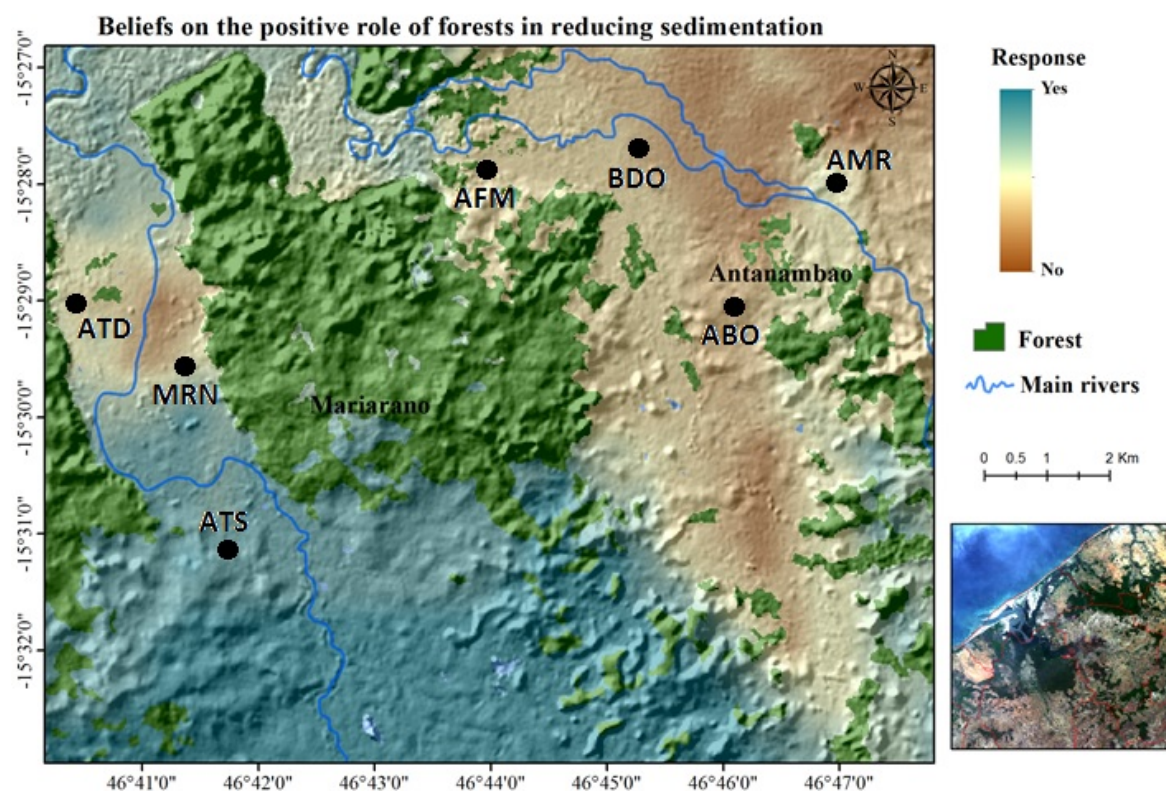 Beliefs on the positive role of forests in reducing sedimentation
-15°27'0"
-15°28'0"
-15°29'0"
-15°30'0"
-15°31'0"
-15°32'0"
N
W E
S
AMR
BDO
AFM
Antanambao
ATD
ABO
MRN
Mariarano
ATS
46°41'0" 46°42'0" 46°43'0" 46°44'0" 46°45'0" 46°46'0" 46°47'0"
Response
Yes
No
Forest
Main rivers
0 0.5 1 2 Km